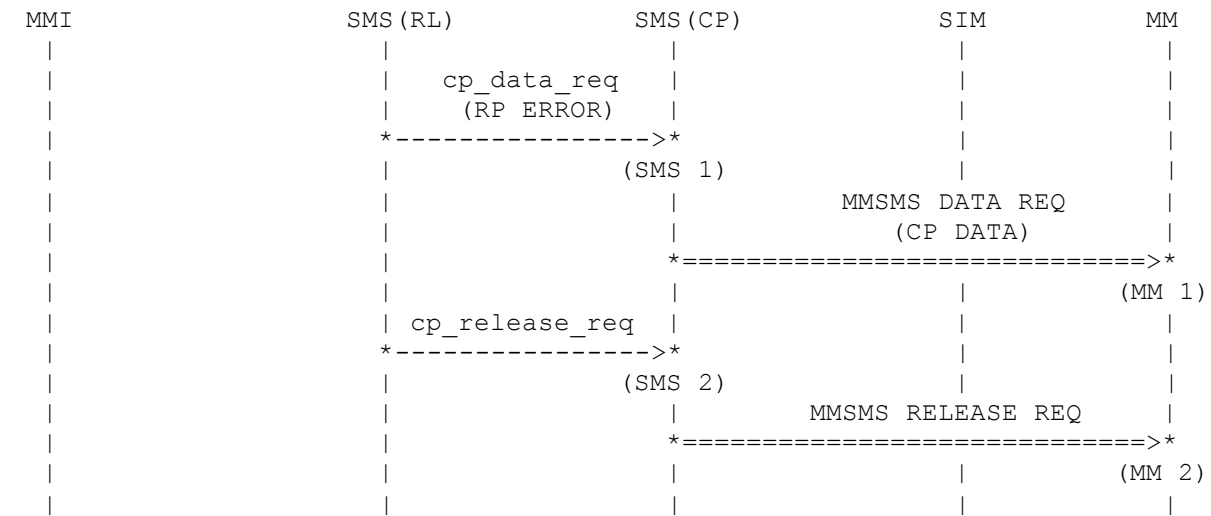 MMI SMS(RL) SMS(CP) SIM MM
cp_data_req
(RP ERROR)
(SMS 1)
MMSMS DATA REQ
(CP DATA)
(MM 1)
cp_release_req
(SMS 2)
MMSMS RELEASE REQ
(MM 2)